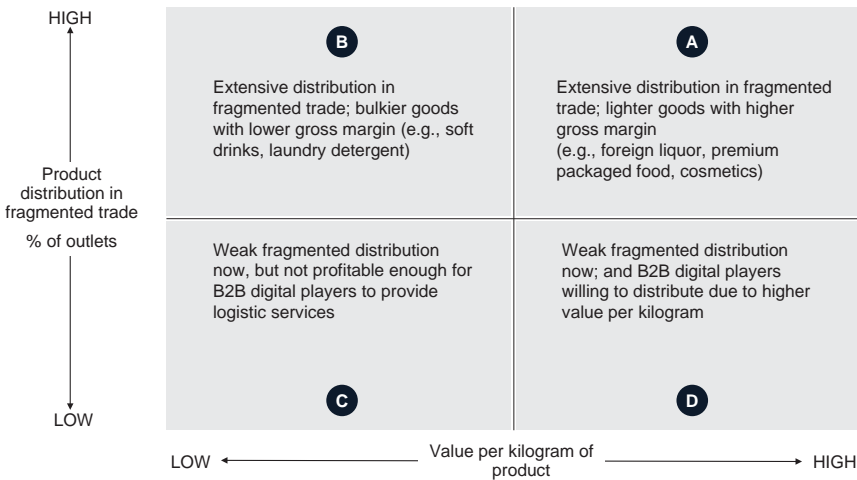 HIGH
Product
distribution in
fragmented trade
% of outlets
LOW
B
Extensive distribution in
fragmented trade; bulkier goods
with lower gross margin (e.g., soft
drinks, laundry detergent)
A
Extensive distribution in fragmented
trade; lighter goods with higher
gross margin
(e.g., foreign liquor, premium
packaged food, cosmetics)
Weak fragmented distribution
now, but not profitable enough for
B2B digital players to provide
logistic services
C
Weak fragmented distribution
now; and B2B digital players
willing to distribute due to higher
value per kilogram
D
LOW
Value per kilogram of
product
HIGH